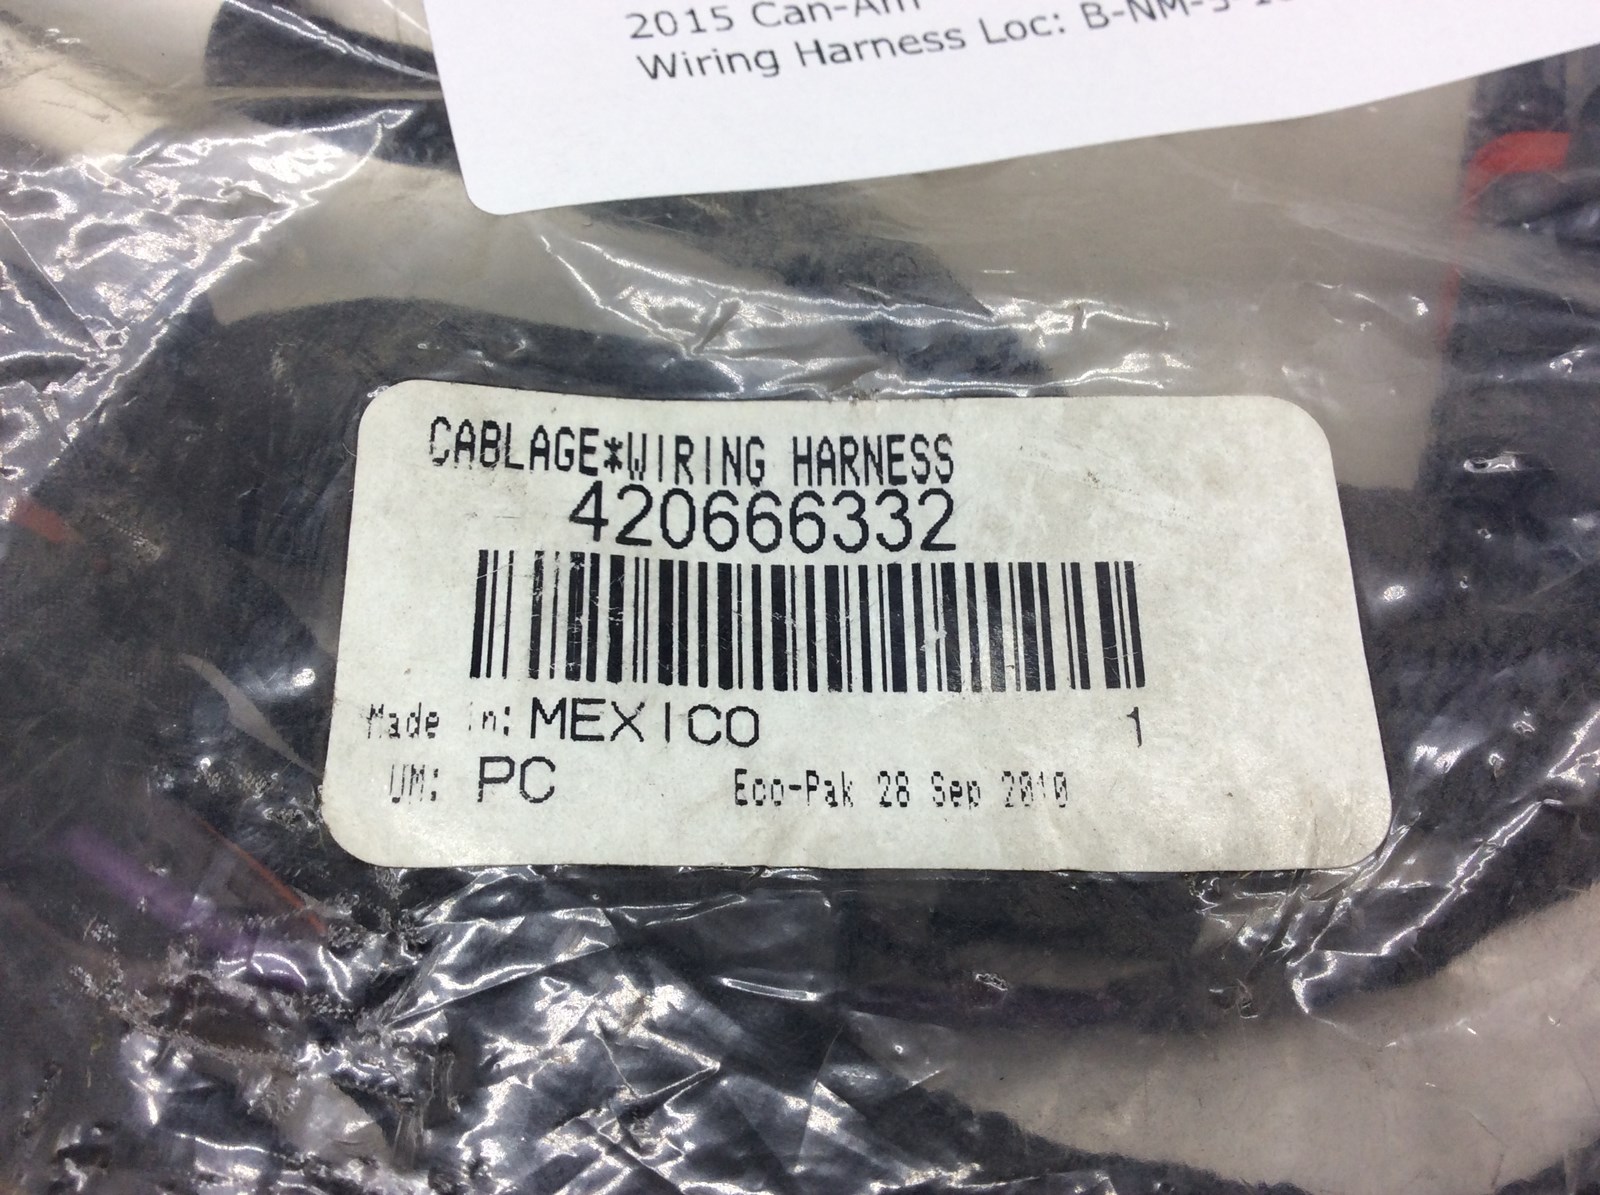 2015 Can-Am
Wiring Harness Loc:
CABLAGE*WIRING HARNESS
420666332
Made in: MEXICO 1
UM: PC Eco-Pak 28 Sep 2010